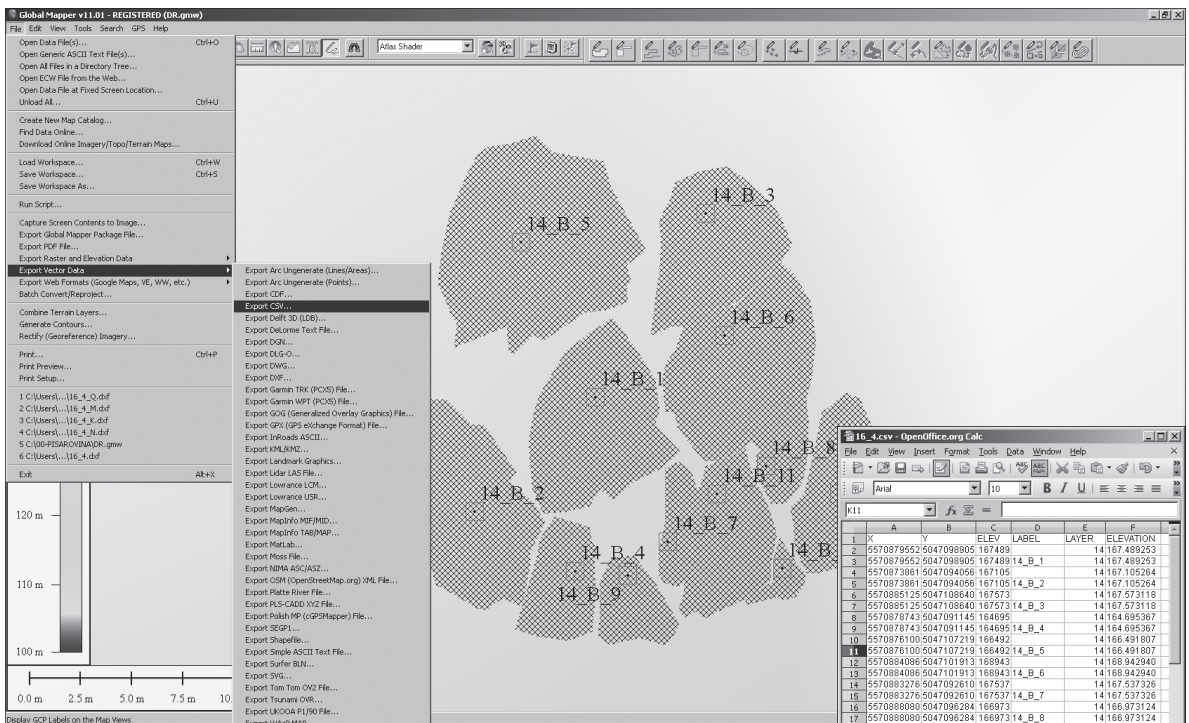 Global Mapper v11.01 - REGISTERED (DR.gmw)
File Edit View Tools Search GPS Help
Open Data File(s)... Ctrl+O
Open Generic ASCII Text File(s)...
Open All Files in a Directory Tree...
Open ECW File from the Web...
Open Data File at Fixed Screen Location...
Unload All... Ctrl+U
Create New Map Catalog...
Find Data Online...
Download Online Imagery/Topo/Terrain Maps...
Load Workspace... Ctrl+W
Save Workspace... Ctrl+S
Save Workspace As...
Run Script...
Capture Screen Contents to Image...
Export Global Mapper Package File...
Export PDF File...
Export Raster and Elevation Data
Export Vector Data
Export Web Formats (Google Maps, VE, WW, etc.)
Batch Convert/Reproject...
Combine Terrain Layers...
Generate Contours...
Rectify (Georeference) Imagery...
Print... Ctrl+P
Print Preview...
Print Setup...
1 C:\Users\...\16_4_Q.dxf
2 C:\Users\...\16_4_M.dxf
3 C:\Users\...\16_4_K.dxf
4 C:\Users\...\16_4_N.dxf
5 C:\00-PISAROVINA\DR.gmw
6 C:\Users\...\16_4.dxf
Exit Alt+X
120 m
110 m
100 m
0.0 m 2.5 m 5.0 m 7.5 m 10.
Display GCP Labels on the Map Views
Atlas Shader
Export Arc Ungenerate (Lines/Areas)...
Export Arc Ungenerate (Points)...
Export CDF...
Export CSV...
Export Delft 3D (LDB)...
Export DeLorme Text File...
Export DGN...
Export DLG-O...
Export DWG...
Export DXF...
Export Garmin TRK (PCX5) File...
Export Garmin WPT (PCX5) File...
Export GOG (Generalized Overlay Graphics) File...
Export GPX (GPS eXchange Format) File...
Export InRoads ASCII...
Export KML/KMZ...
Export Landmark Graphics...
Export Lidar LAS File...
Export Lowrance LCM...
Export Lowrance USR...
Export MapGen...
Export MapInfo MIF/MID...
Export MapInfo TAB/MAP...
Export MatLab...
Export Moss File...
Export NIMA ASC/ASZ...
Export OSM (OpenStreetMap.org) XML File...
Export Platte River File...
Export PLS-CADD XYZ File...
Export Polish MP (cGPSMapper) File...
Export SEGP1...
Export Shapefile...
Export Simple ASCII Text File...
Export Surfer BLN...
Export SVG...
Export Tom Tom OV2 File...
Export Tsunami OVR...
Export UKOOA P1/90 File...
Export WAsP MAP
14_B_3
14_B_5
14_B_6
14_B_1
14_B_8
14_B_11
14_B_2
14_B_7
14_B_4
14_B
14_B_9
16_4.csv - OpenOffice.org Calc
File Edit View Insert Format Tools Data Window Help
Arial 10 B I U
K11 fx Σ =
A B C D E F
1 X Y ELEV LABEL LAYER ELEVATION
2 5570879552 5047098905 167489 14 167.489253
3 5570879552 5047098905 167489 14_B_1 14 167.489253
4 5570873861 5047094056 167105 14 167.105264
5 5570873861 5047094056 167105 14_B_2 14 167.105264
6 5570885125 5047108640 167573 14 167.573118
7 5570885125 5047108640 167573 14_B_3 14 167.573118
8 5570878743 5047091145 164695 14 164.695367
9 5570878743 5047091145 164695 14_B_4 14 164.695367
10 5570876100 5047107219 166492 14 166.491807
11 5570876100 5047107219 166492 14_B_5 14 166.491807
12 5570884086 5047101913 168943 14 168.942940
13 5570884086 5047101913 168943 14_B_6 14 168.942940
14 5570883276 5047092610 167537 14 167.537326
15 5570883276 5047092610 167537 14_B_7 14 167.537326
16 5570888080 5047096284 166973 14 166.973124
17 5570888080 5047096284 166973 14_B_8 14 166.973124